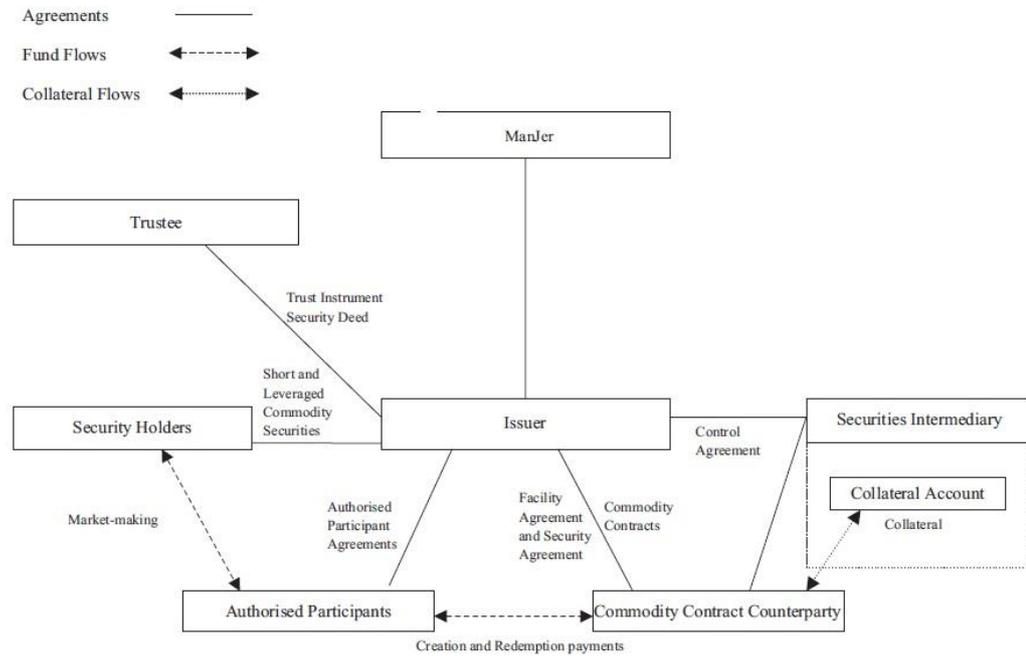 Agreements
Fund Flows
Collateral Flows
ManJer
Trustee
Trust Instrument
Security Deed
Short and
Leveraged
Commodity
Securities
Security Holders
Issuer
Securities Intermediary
Control
Agreement
Collateral Account
Collateral
Market-making
Authorised
Participant
Agreements
Facility
Agreement
and Security
Agreement
Commodity
Contracts
Authorised Participants
Commodity Contract Counterparty
Creation and Redemption payments